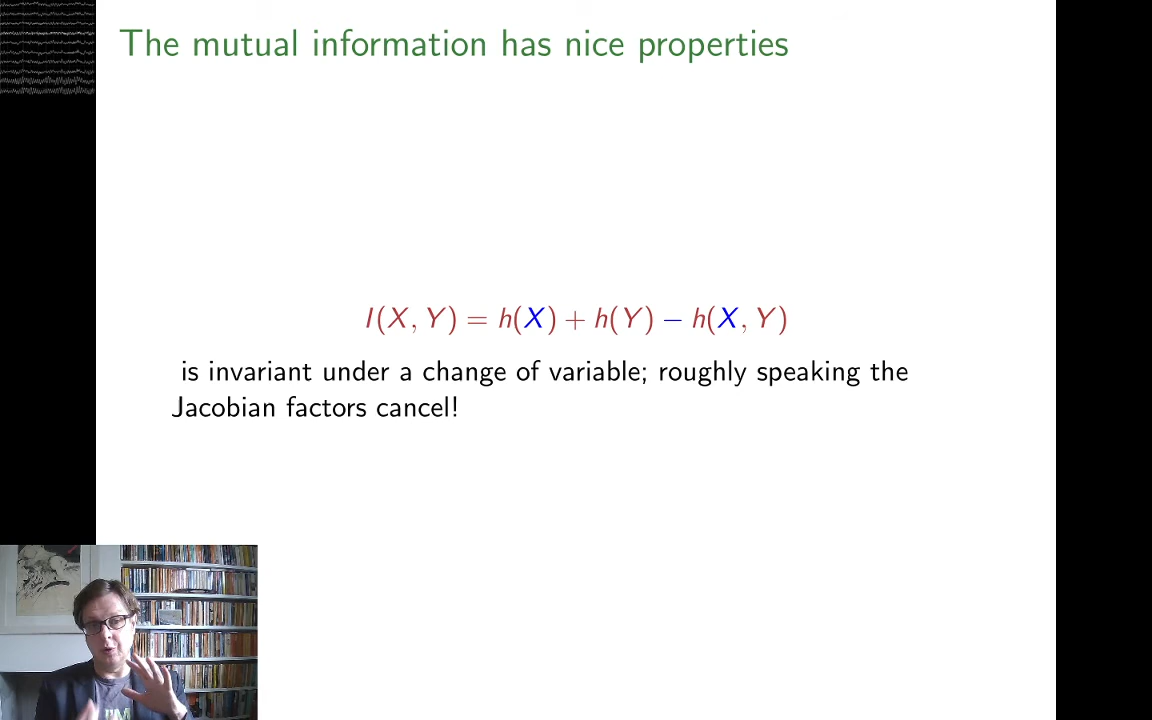 The mutual information has nice properties
I(X, Y) = h(X) + h(Y) − h(X, Y)
is invariant under a change of variable; roughly speaking the
Jacobian factors cancel!